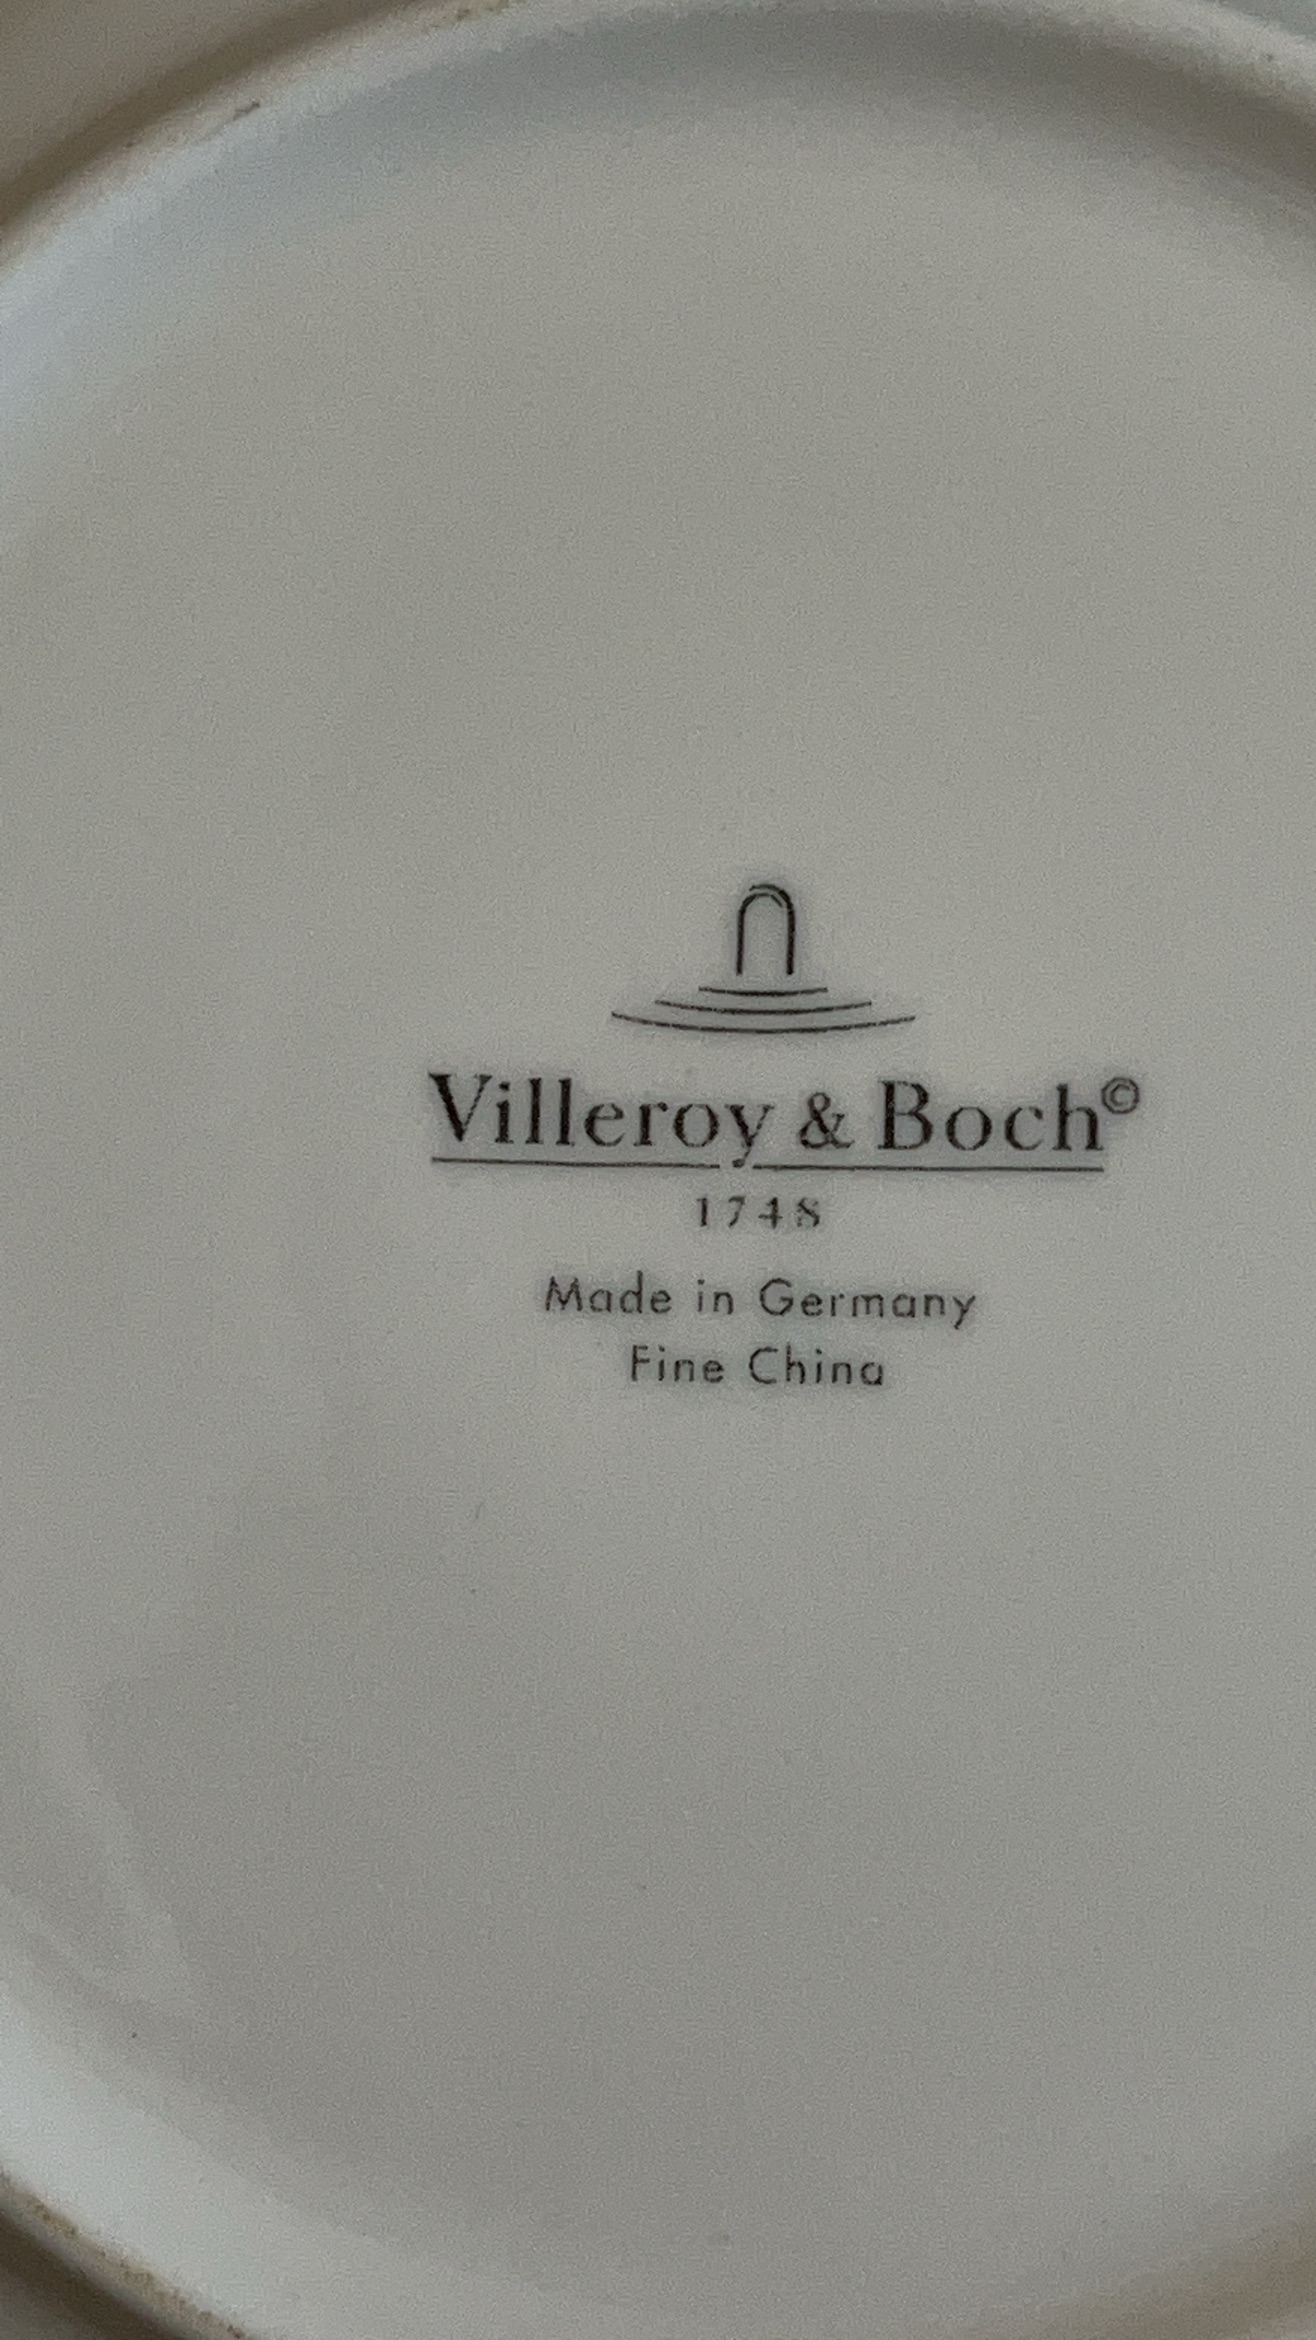 Villeroy & Boch©
1748
Made in Germany
Fine China